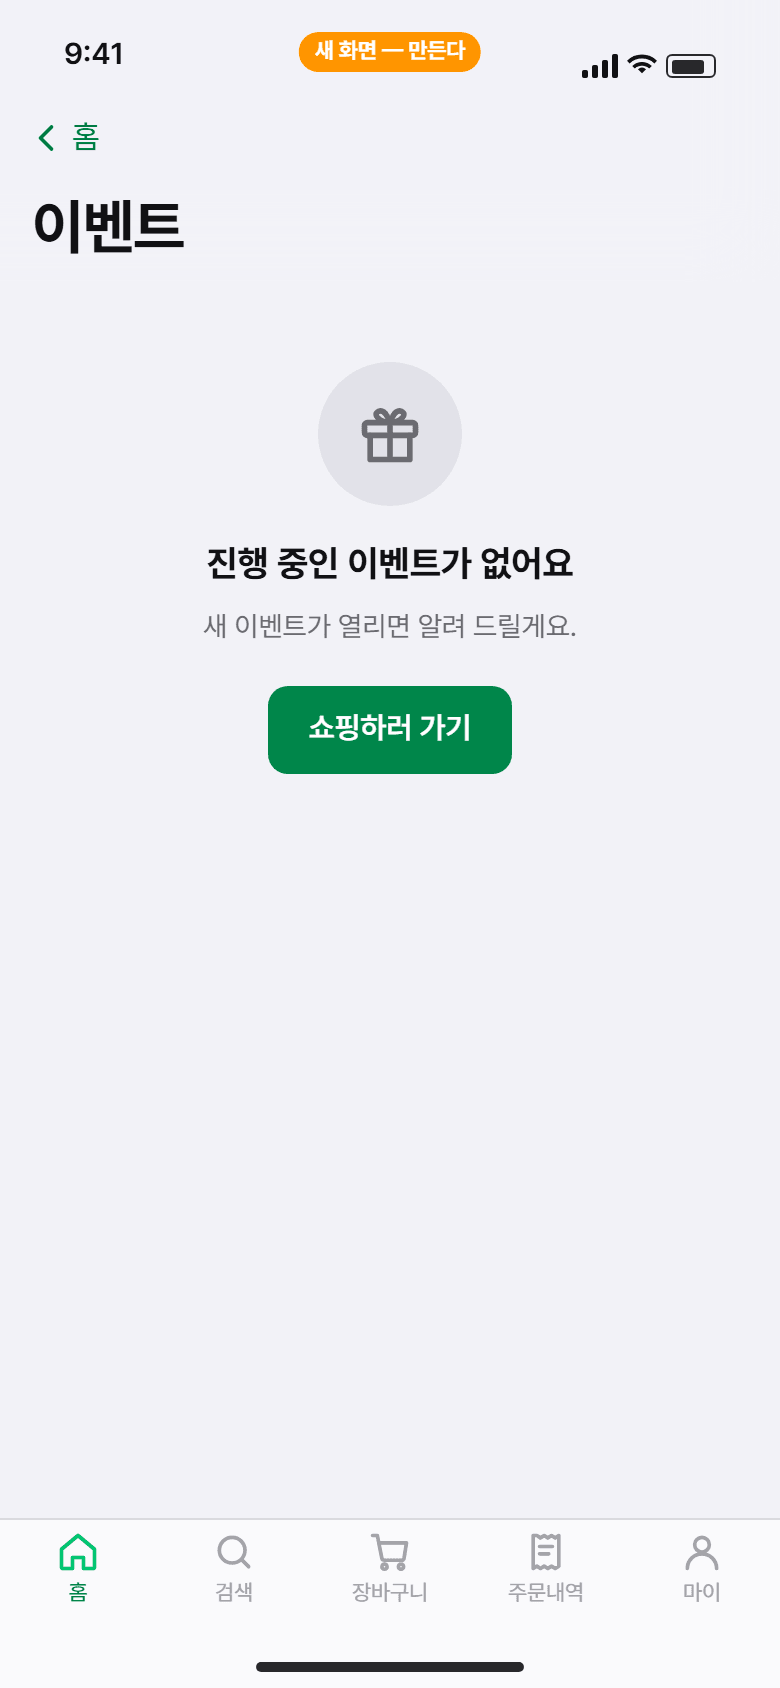 9:41
새 화면 — 만든다
홈
이벤트
진행 중인 이벤트가 없어요
새 이벤트가 열리면 알려 드릴게요.
쇼핑하러 가기
홈
검색
장바구니
주문내역
마이